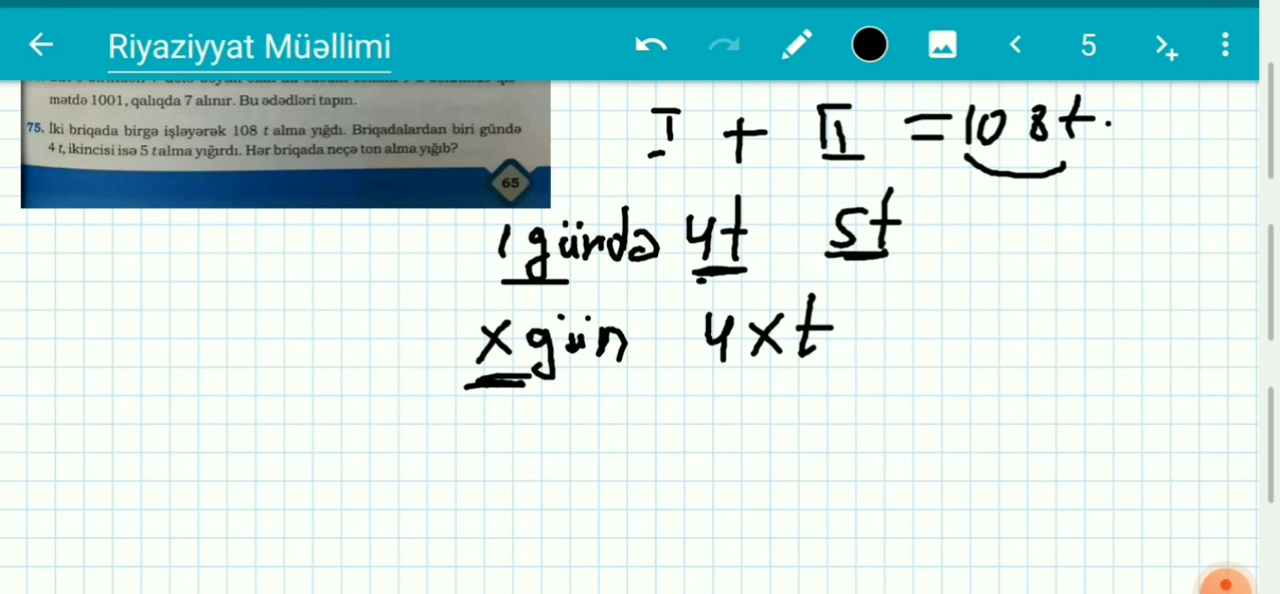 Riyaziyyat Müəllimi
5
mətdə 1001, qalıqda 7 alınır. Bu ədədləri tapın.
75. İki briqada birgə işləyərək 108 t alma yığdı. Briqadalardan biri gündə
4 t, ikincisi isə 5 t alma yığırdı. Hər briqada neçə ton alma yığıb?
65
I + II = 108t.
1 gündə 4t 5t
x gün 4xt